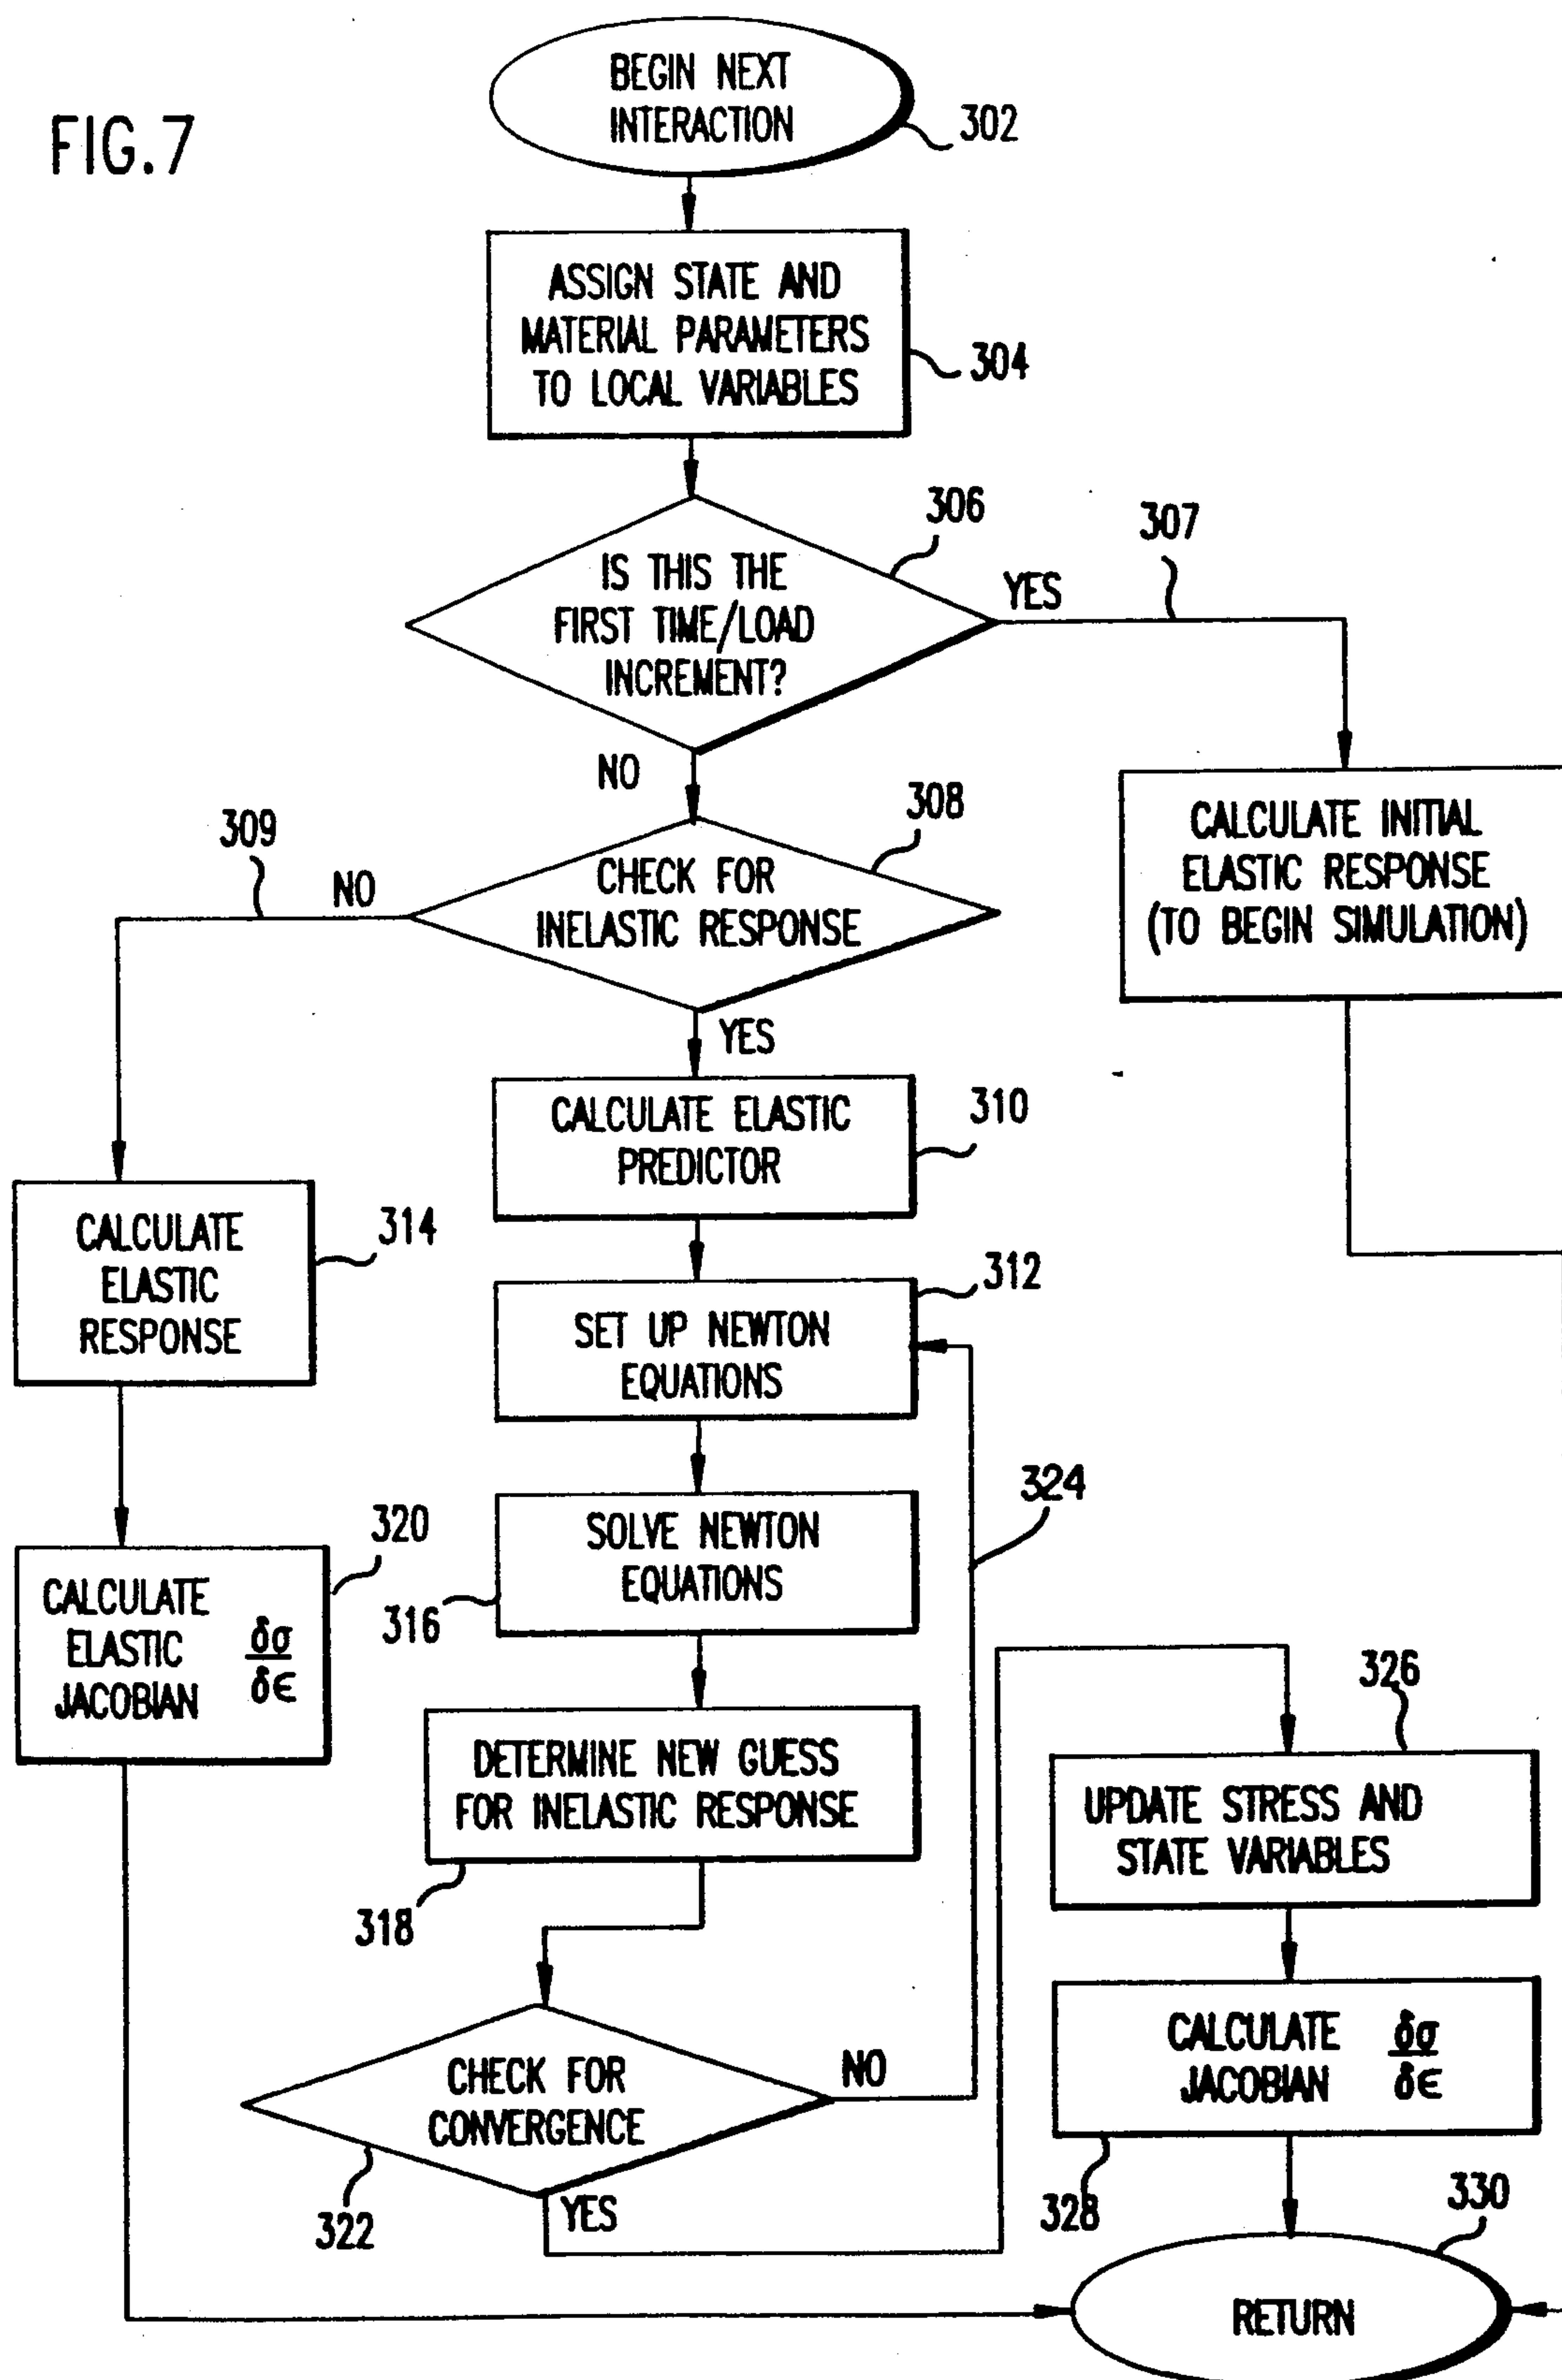 FIG.7
BEGIN NEXT
INTERACTION
302
ASSIGN STATE AND
MATERIAL PARAMETERS
TO LOCAL VARIABLES
304
IS THIS THE
FIRST TIME/LOAD
INCREMENT?
306
YES
307
NO
CALCULATE INITIAL
ELASTIC RESPONSE
(TO BEGIN SIMULATION)
308
309
NO
CHECK FOR
INELASTIC RESPONSE
YES
CALCULATE ELASTIC
PREDICTOR
310
CALCULATE
ELASTIC
RESPONSE
314
SET UP NEWTON
EQUATIONS
312
324
SOLVE NEWTON
EQUATIONS
316
CALCULATE
ELASTIC
JACOBIAN
δσ
δϵ
320
DETERMINE NEW GUESS
FOR INELASTIC RESPONSE
318
326
UPDATE STRESS AND
STATE VARIABLES
CHECK FOR
CONVERGENCE
NO
322
YES
CALCULATE
JACOBIAN
δσ
δϵ
328
330
RETURN